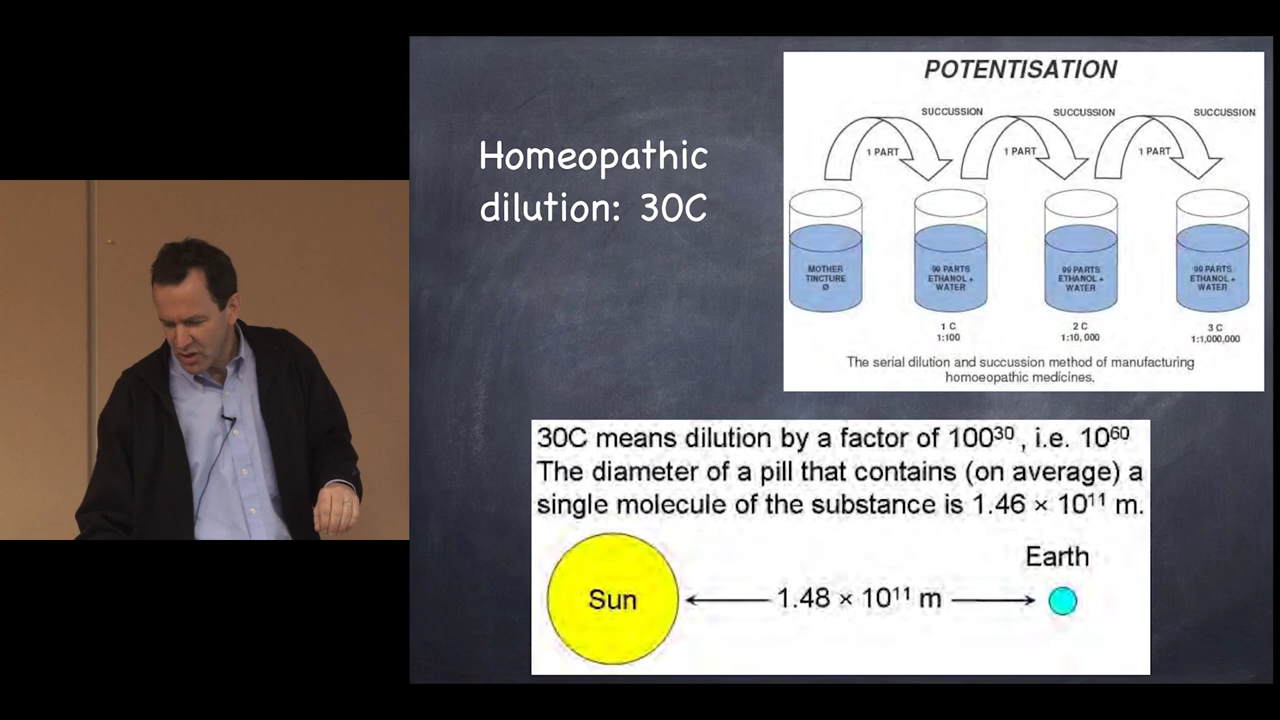 Homeopathic
dilution: 30C
POTENTISATION
SUCCUSSION
SUCCUSSION
SUCCUSSION
1 PART
1 PART
1 PART
MOTHER
TINCTURE
Ø
99 PARTS
ETHANOL +
WATER
99 PARTS
ETHANOL +
WATER
99 PARTS
ETHANOL +
WATER
1 C
1:100
2 C
1:10, 000
3 C
1:1,000,000
The serial dilution and succussion method of manufacturing
homoeopathic medicines.
30C means dilution by a factor of 100³⁰ , i.e. 10⁶⁰
The diameter of a pill that contains (on average) a
single molecule of the substance is 1.46 × 10¹¹ m.
Earth
Sun
1.48 × 10¹¹ m